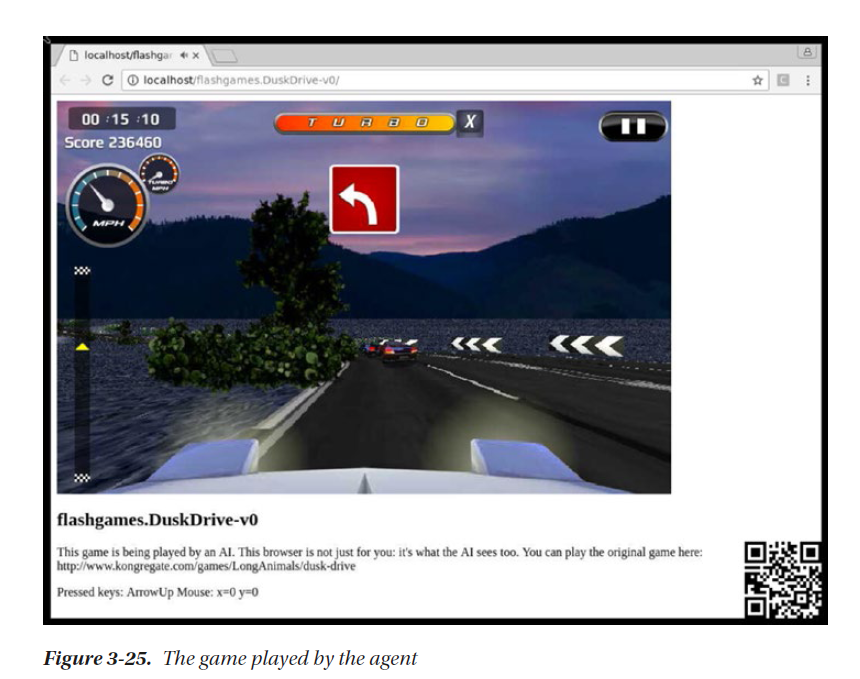 localhost/flashgar
localhost/flashgames.DuskDrive-v0/
00 :15 :10
TURBO X
Score 236460
TURBO
MPH
MPH
flashgames.DuskDrive-v0
This game is being played by an AI. This browser is not just for you: it's what the AI sees too. You can play the original game here:
http://www.kongregate.com/games/LongAnimals/dusk-drive
Pressed keys: ArrowUp Mouse: x=0 y=0
Figure 3-25. The game played by the agent